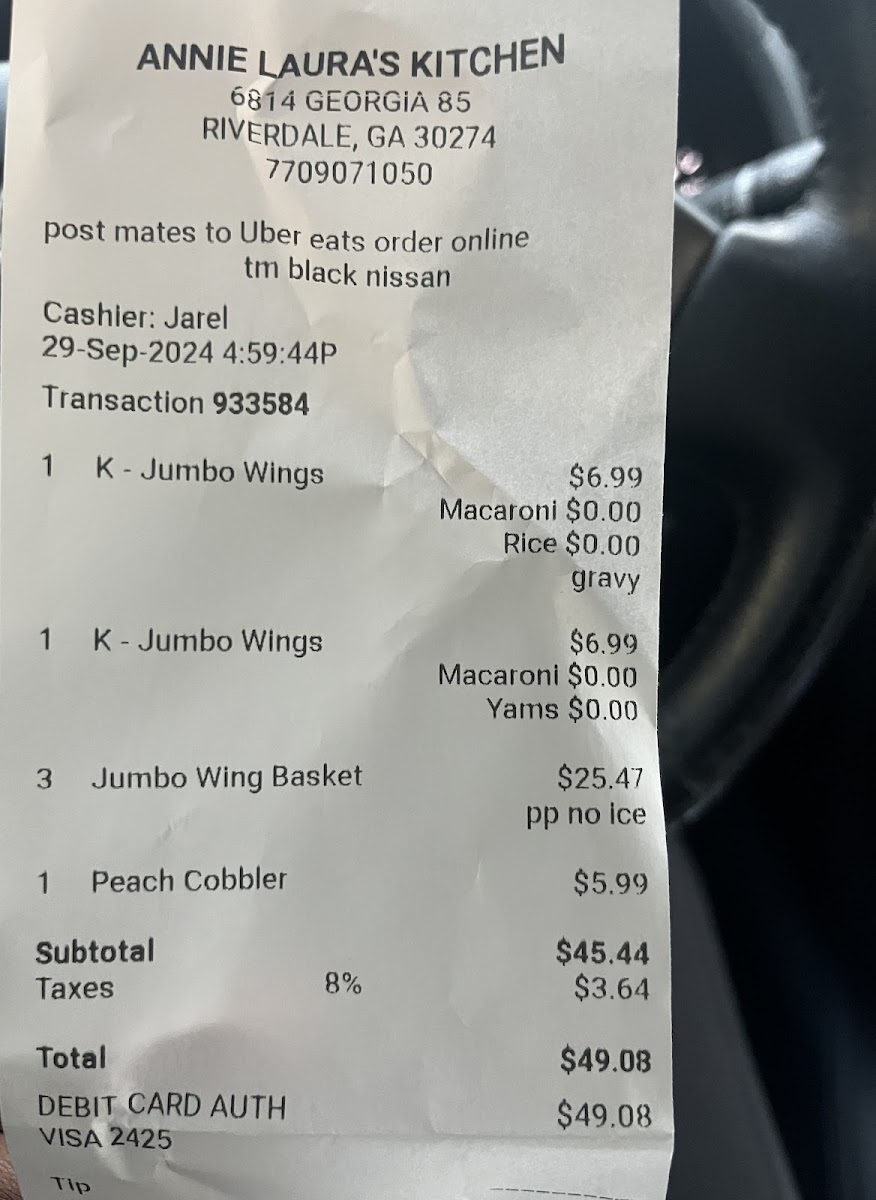 ANNIE LAURA'S KITCHEN
6814 GEORGIA 85
RIVERDALE, GA 30274
7709071050
post mates to Uber eats order online
tm black nissan
Cashier: Jarel
29-Sep-2024 4:59:44P
Transaction 933584
1 K - Jumbo Wings $6.99
Macaroni $0.00
Rice $0.00
gravy
1 K - Jumbo Wings $6.99
Macaroni $0.00
Yams $0.00
3 Jumbo Wing Basket $25.47
pp no ice
1 Peach Cobbler $5.99
Subtotal $45.44
Taxes 8% $3.64
Total $49.08
DEBIT CARD AUTH $49.08
VISA 2425
Tip